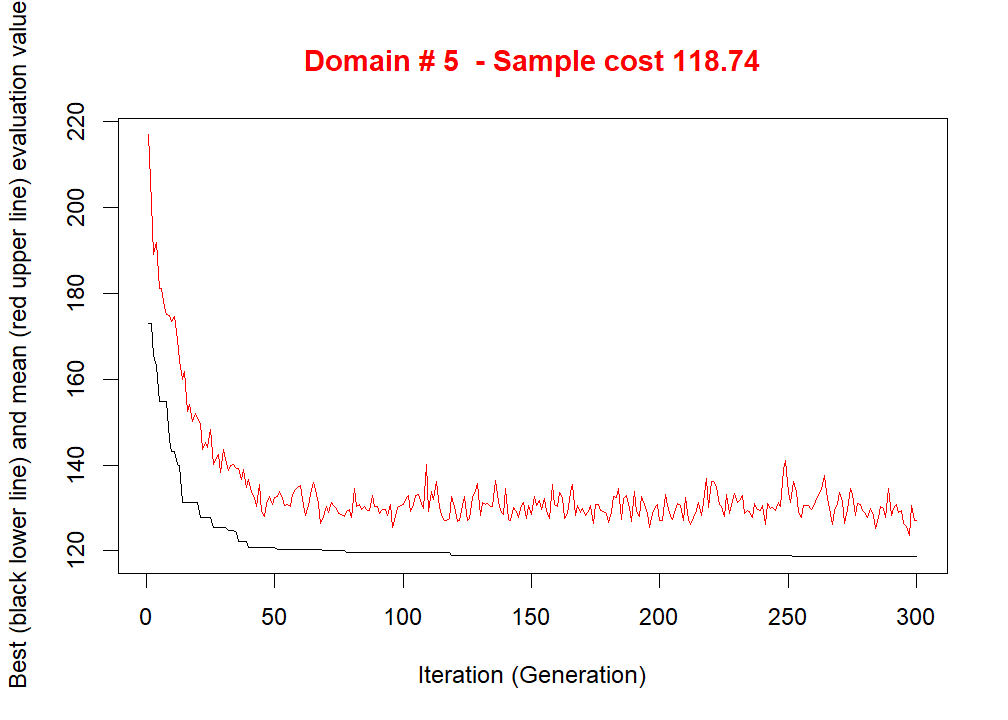 Domain # 5  - Sample cost 118.74
Best (black lower line) and mean (red upper line) evaluation value
220
200
180
160
140
120
0 50 100 150 200 250 300
Iteration (Generation)